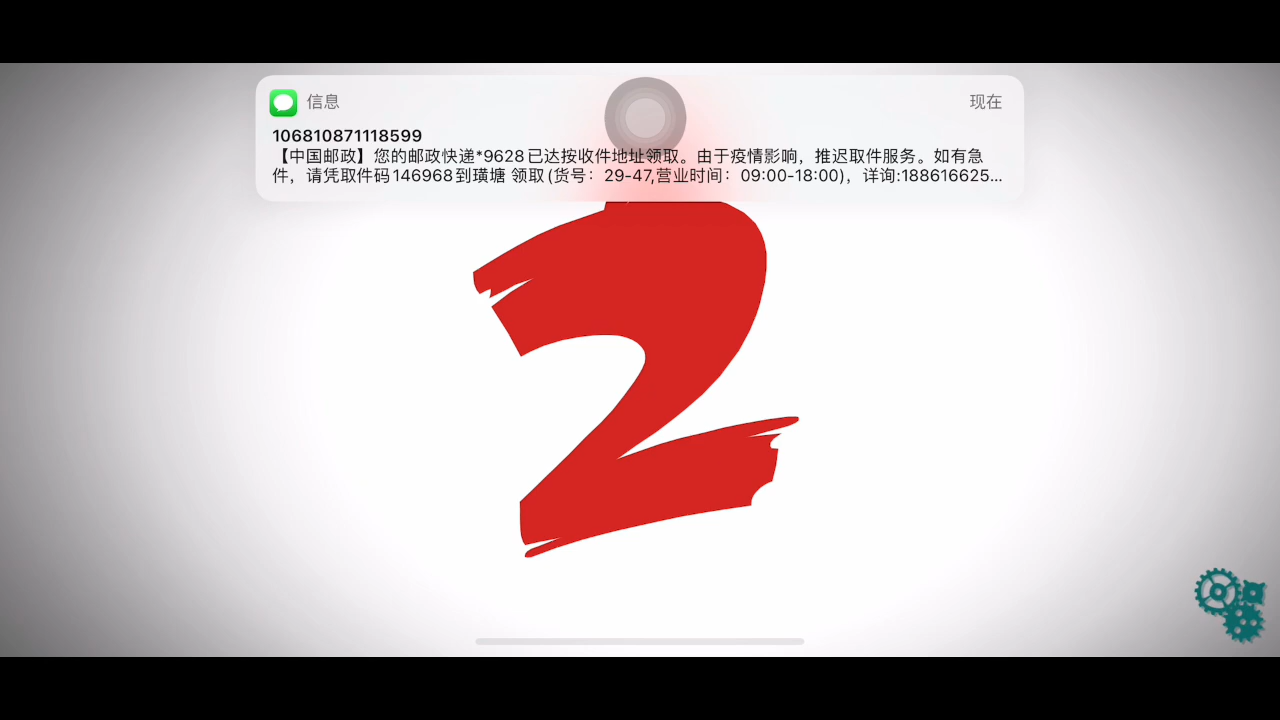 信息
现在
106810871118599
【中国邮政】您的邮政快递*9628已达按收件地址领取。由于疫情影响，推迟取件服务。如有急
件，请凭取件码146968到璜塘 领取(货号：29-47,营业时间：09:00-18:00)，详询:188616625...
2